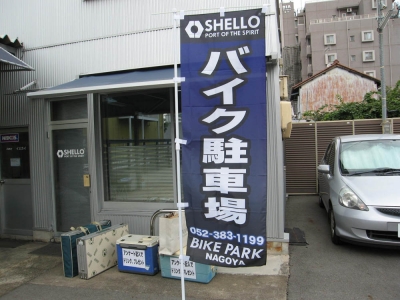 SHELLO
PORT OF THE SPIRIT
バイク駐車場
052-383-1199
BIKE PARK
NAGOYA
SHELLO